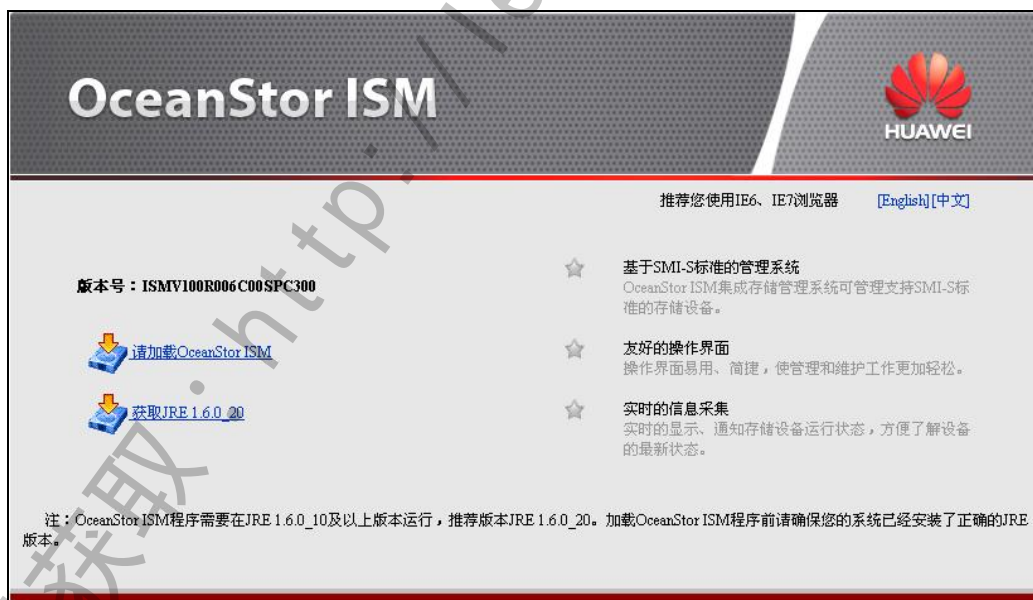 OceanStor ISM
HUAWEI
推荐您使用IE6、IE7浏览器 [English][中文]
版本号：ISMV100R006C00SPC300
请加载OceanStor ISM
获取JRE 1.6.0_20
基于SMI-S标准的管理系统
OceanStor ISM集成存储管理系统可管理支持SMI-S标
准的存储设备。
友好的操作界面
操作界面易用、简捷，使管理和维护工作更加轻松。
实时的信息采集
实时的显示、通知存储设备运行状态，方便了解设备
的最新状态。
注：OceanStor ISM程序需要在JRE 1.6.0_10及以上版本运行，推荐版本JRE 1.6.0_20。加载OceanStor ISM程序前请确保您的系统已经安装了正确的JRE
版本。
获取：http://le